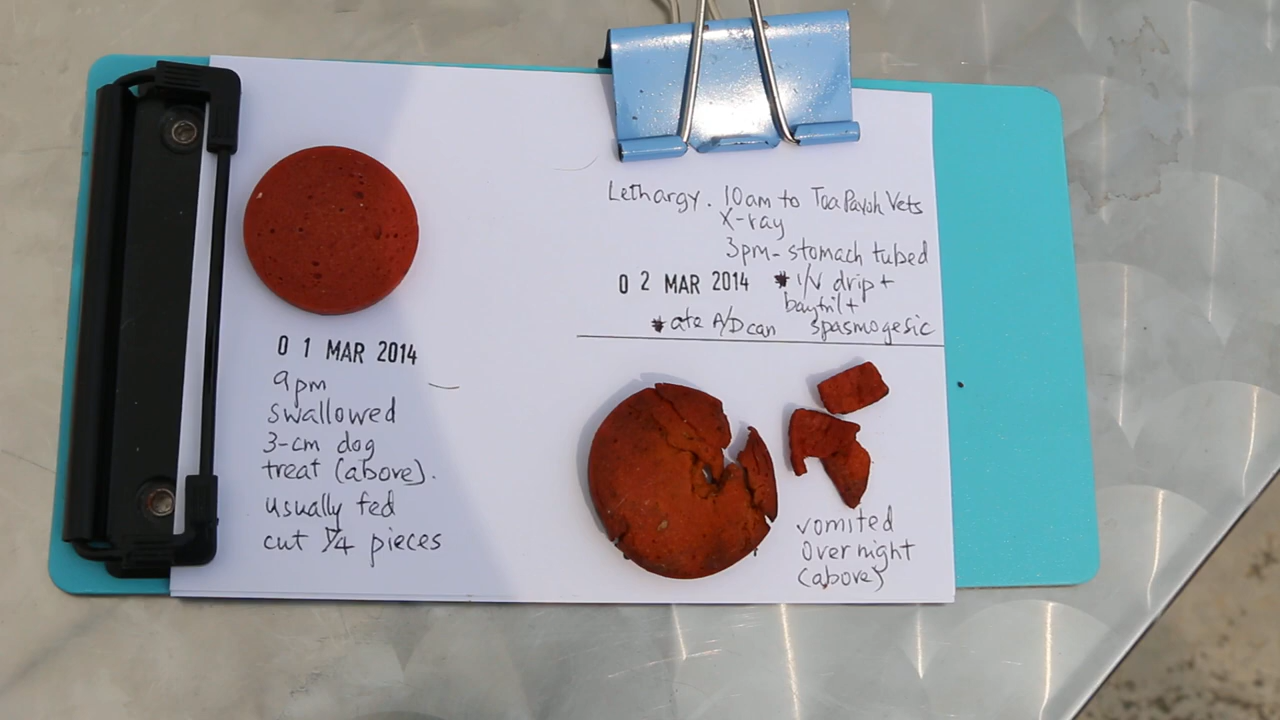 0 1 MAR 2014
9pm
swallowed
3-cm dog
treat (above).
usually fed
cut 1/4 pieces
Lethargy. 10am to Toa Payoh Vets
X-ray
3pm- stomach tubed
0 2 MAR 2014 * I/V drip +
baytril +
* ate A/D can spasmogesic
vomited
overnight
(above)